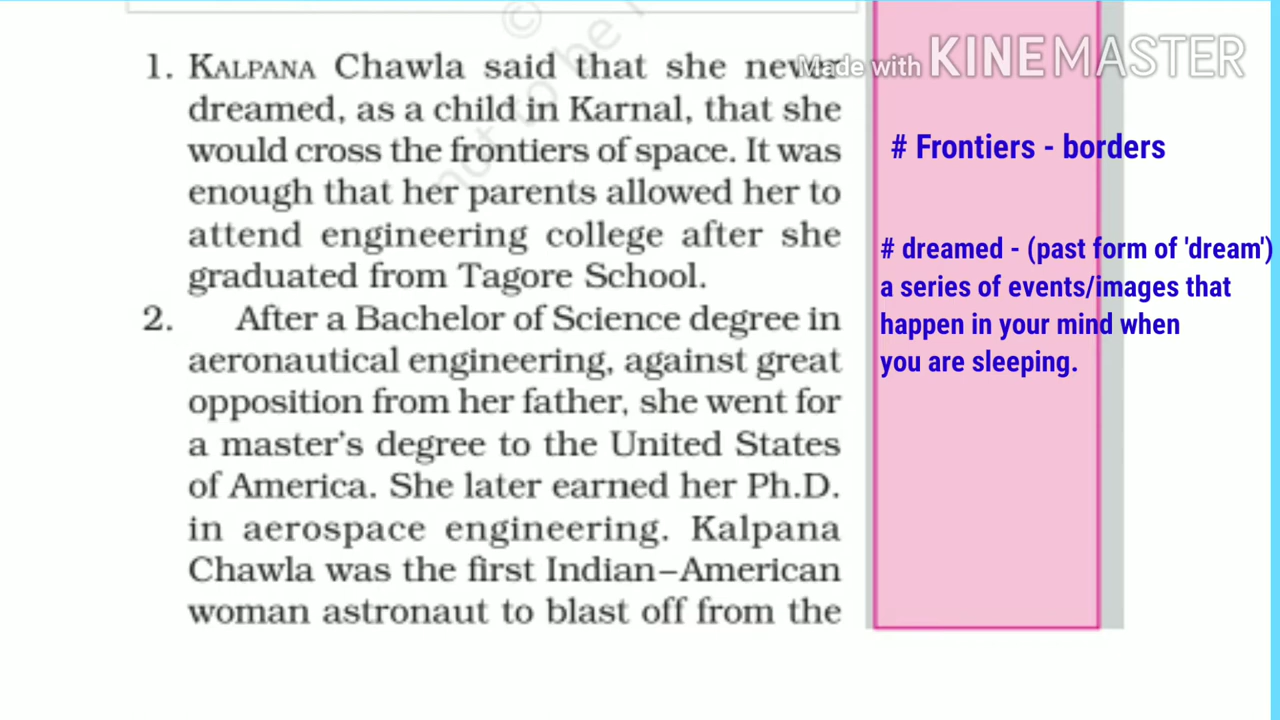 1. KALPANA Chawla said that she never
dreamed, as a child in Karnal, that she
would cross the frontiers of space. It was
enough that her parents allowed her to
attend engineering college after she
graduated from Tagore School.
2. After a Bachelor of Science degree in
aeronautical engineering, against great
opposition from her father, she went for
a master's degree to the United States
of America. She later earned her Ph.D.
in aerospace engineering. Kalpana
Chawla was the first Indian–American
woman astronaut to blast off from the
Made with KINEMASTER
# Frontiers - borders
# dreamed - (past form of 'dream')
a series of events/images that
happen in your mind when
you are sleeping.